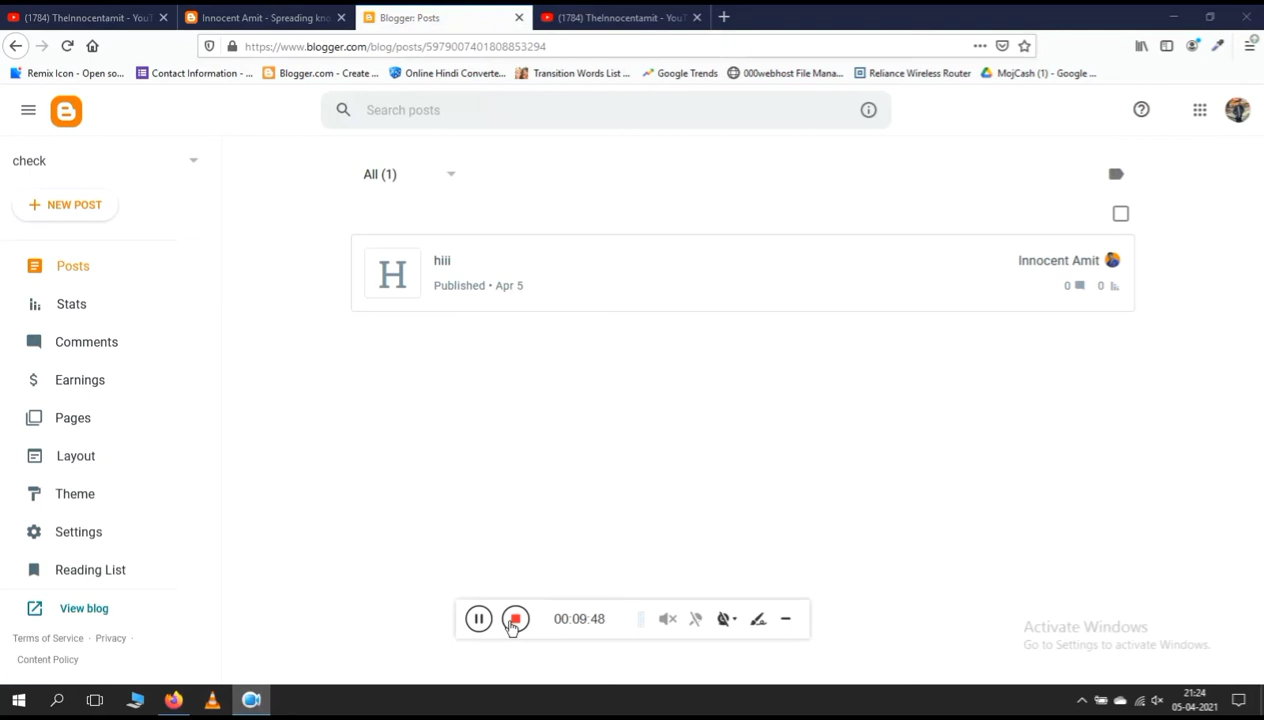 (1784) TheInnocentamit - YouT
Innocent Amit - Spreading kno
Blogger: Posts
(1784) TheInnocentamit - YouT
https://www.blogger.com/blog/posts/5979007401808853294
Remix Icon - Open so...
Contact Information - ...
Blogger.com - Create ...
Online Hindi Converte...
Transition Words List ...
Google Trends
000webhost File Mana...
Reliance Wireless Router
MojCash (1) - Google ...
Search posts
check
All (1)
NEW POST
Posts
H
hiii
Innocent Amit
Published • Apr 5
0
0
Stats
Comments
Earnings
Pages
Layout
Theme
Settings
Reading List
View blog
00:09:48
Terms of Service · Privacy ·
Content Policy
Activate Windows
Go to Settings to activate Windows.
21:24
05-04-2021